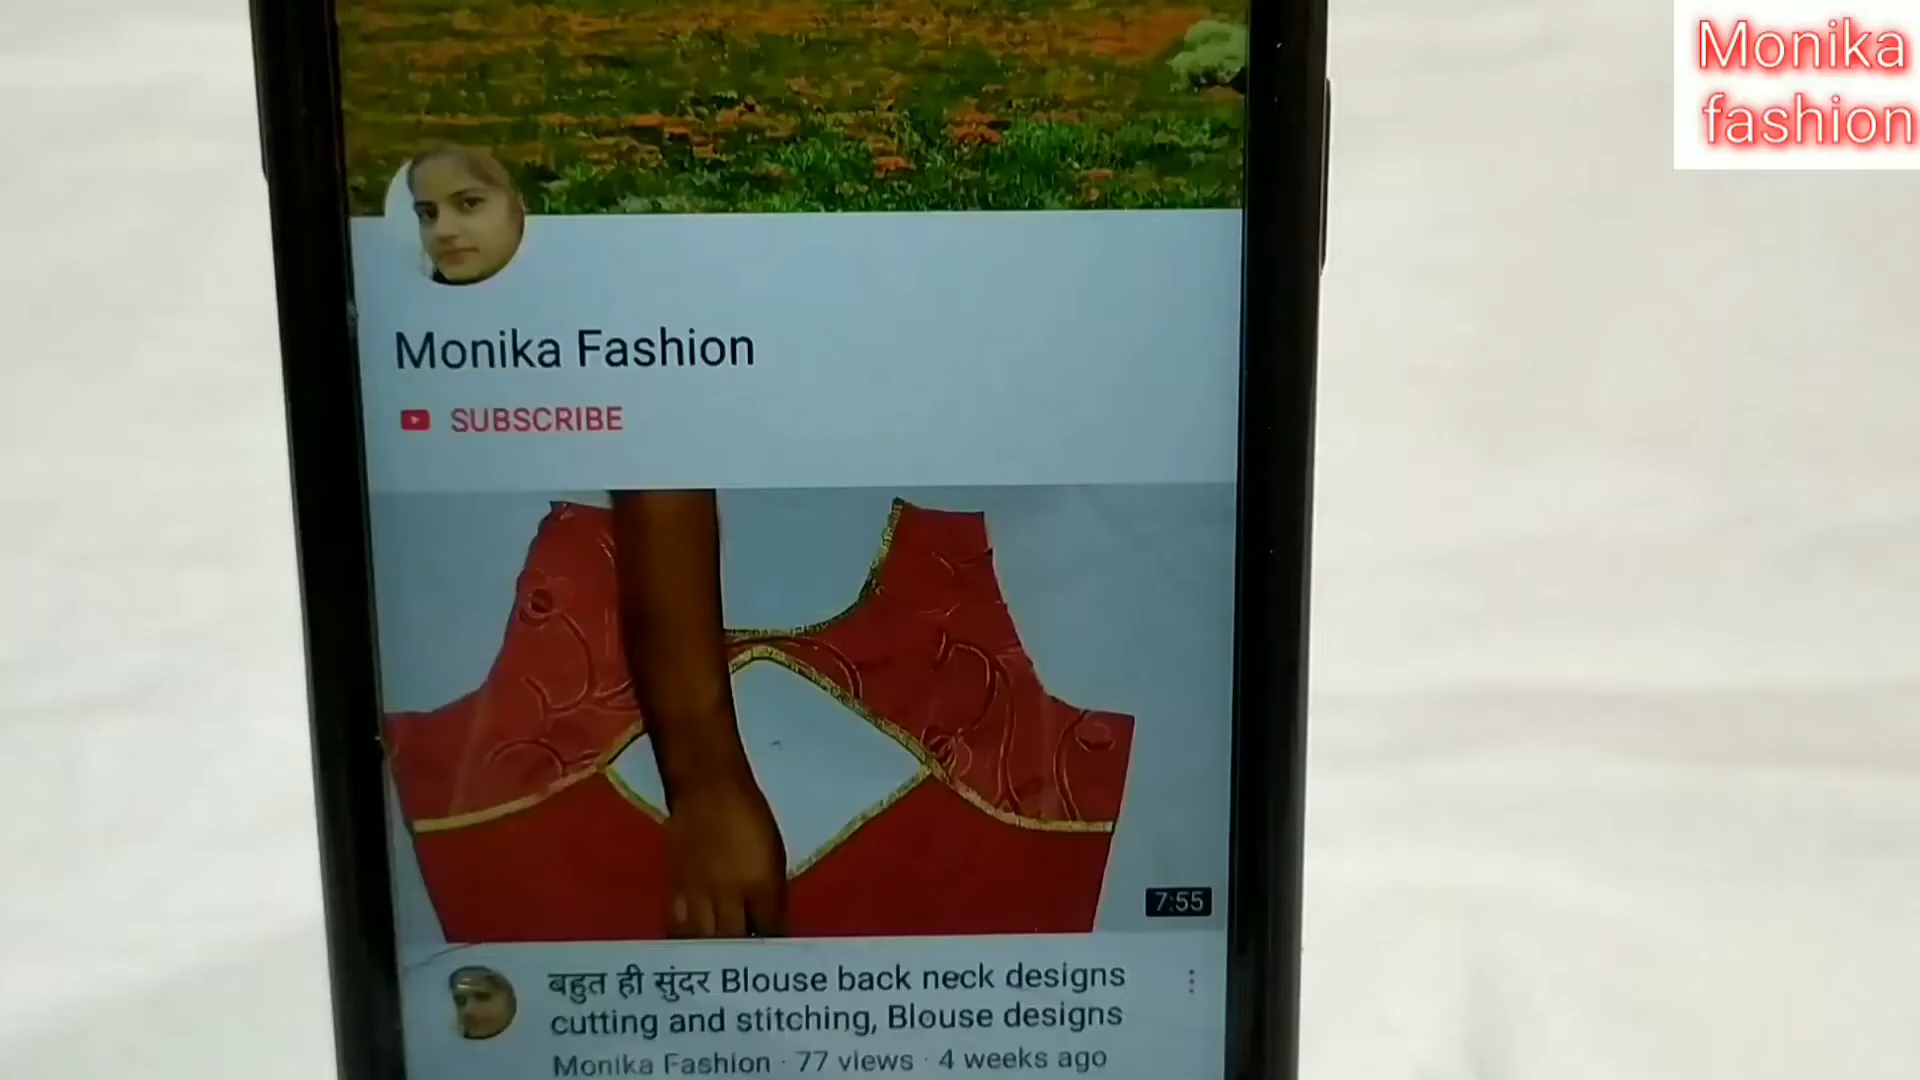 Monika
fashion
Monika Fashion
SUBSCRIBE
7:55
बहुत ही सुंदर Blouse back neck designs
cutting and stitching, Blouse designs
Monika Fashion · 77 views · 4 weeks ago